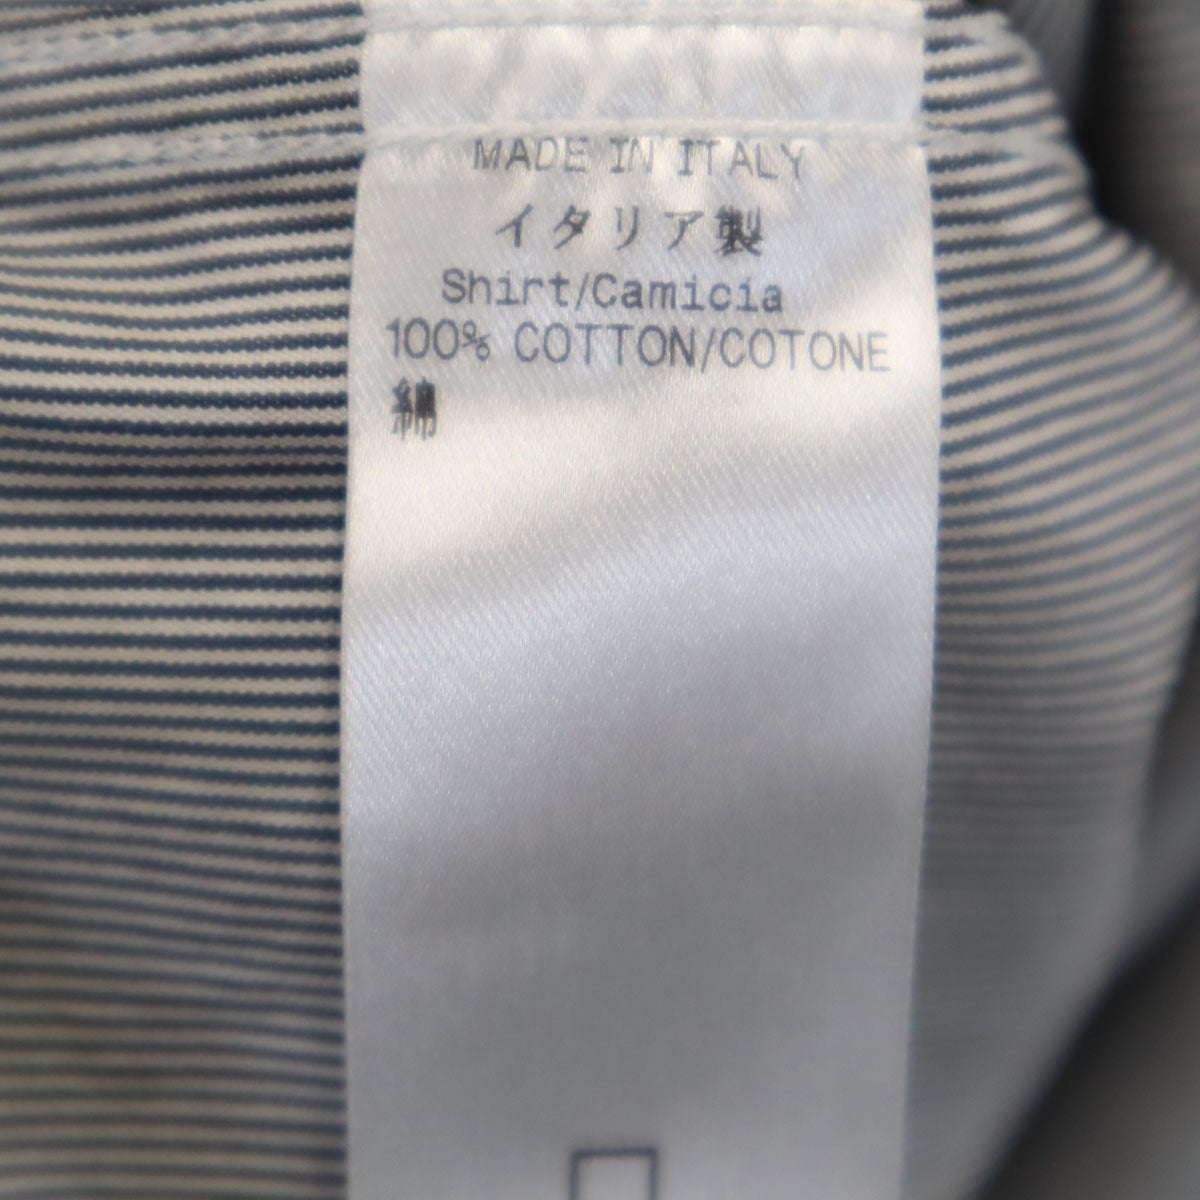 MADE IN ITALY
イタリア製
Shirt/Camicia
100% COTTON/COTONE
綿